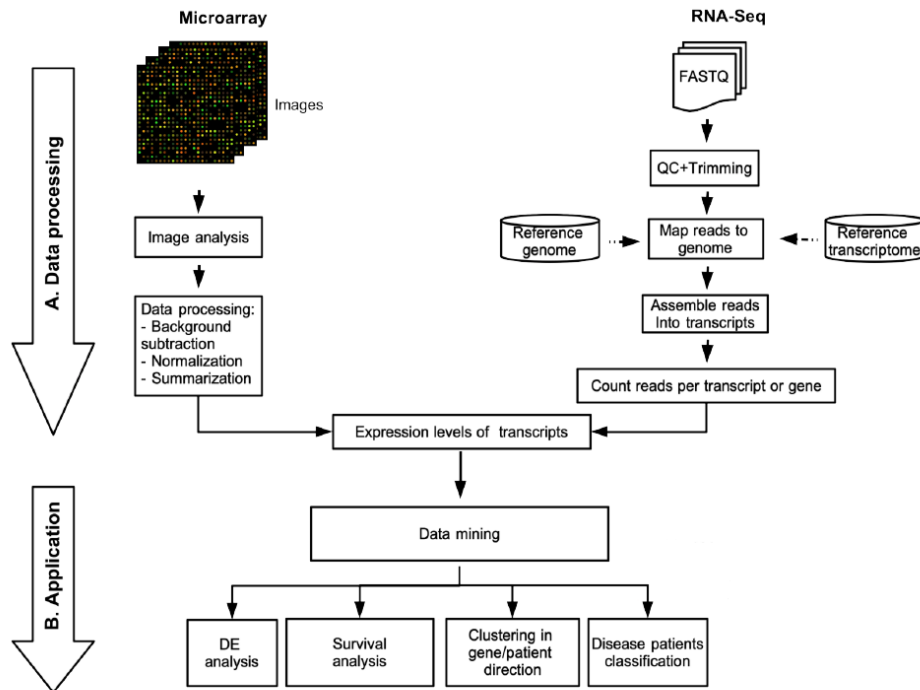 Microarray
RNA-Seq
Images
FASTQ
QC+Trimming
Image analysis
Reference
genome
Map reads to
genome
Reference
transcriptome
Data processing:
- Background
subtraction
- Normalization
- Summarization
Assemble reads
Into transcripts
Count reads per transcript or gene
Expression levels of transcripts
A. Data processing
Data mining
DE
analysis
Survival
analysis
Clustering in
gene/patient
direction
Disease patients
classification
B. Application